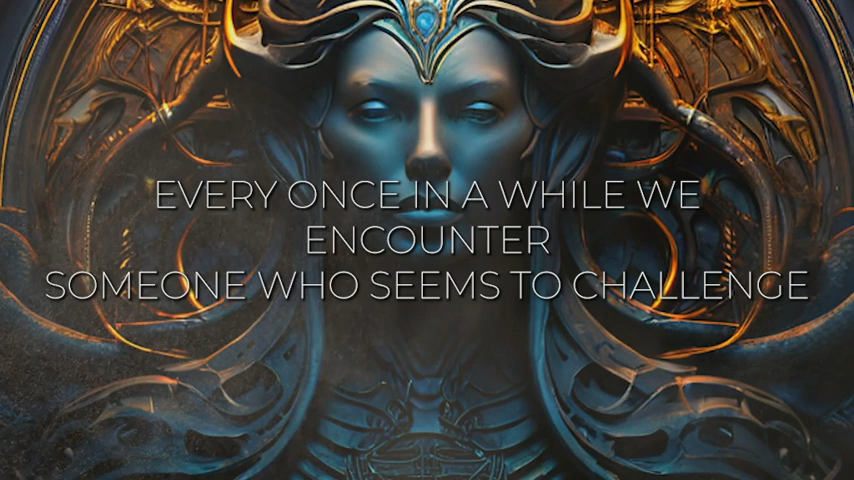 EVERY ONCE IN A WHILE WE
ENCOUNTER
SOMEONE WHO SEEMS TO CHALLENGE